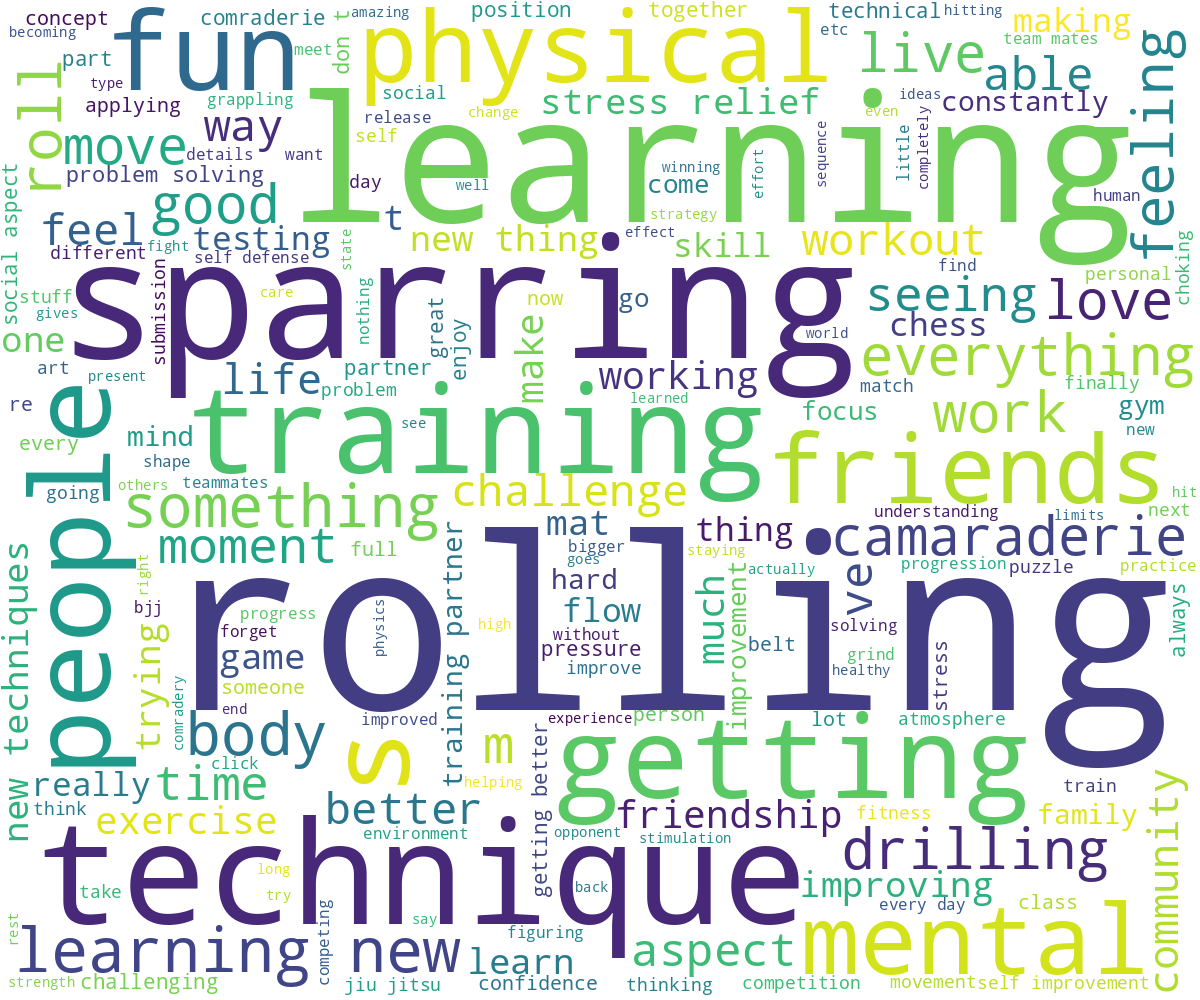 concept
comraderie
position
together
technical
hitting
becoming
amazing
fun
physical
etc
making
part
meet
don t
live
team mates
feeling
roll
type
social
stress relief
able
ideas
applying
grappling
release
change
even
constantly
move
way
self
learning
details
want
problem solving
day
well
winning
come
effort
sequence
little
completely
human
social aspect
good
t
strategy
feel
testing
new thing
effect
skill
workout
different
fight
self defense
state
find
personal
choking
stuff
gives
submission
care
sparring
nothing
great
enjoy
now
go
world
seeing
love
one
chess
art
present
life
partner
problem
make
working
everything
match
finally
re
people
training
learned
focus
work
gym
new
every
mind
see
shape
friends
going
others
teammates
something
challenge
hit
next
understanding
limits
moment
full
mat
thing
camaraderie
new techniques
right
bigger
goes
staying
actually
progression
puzzle
practice
bjj
training partner
hard
much
improvement
ve
always
progress
physics
high
flow
without
pressure
improve
belt
solving
grind
healthy
stress
trying
forget
game
someone
rolling
comradery
end
improved
experience
person
lot
atmosphere
body
s
m
getting better
getting
click
really
time
helping
train
think
better
friendship
fitness
family
community
exercise
environment
opponent
stimulation
drilling
technique
long
take
try
back
improving
every day
class
rest
say
competing
figuring
aspect
mental
learning new
learn
strength
challenging
jiu jitsu
confidence
thinking
competition
movement
self improvement